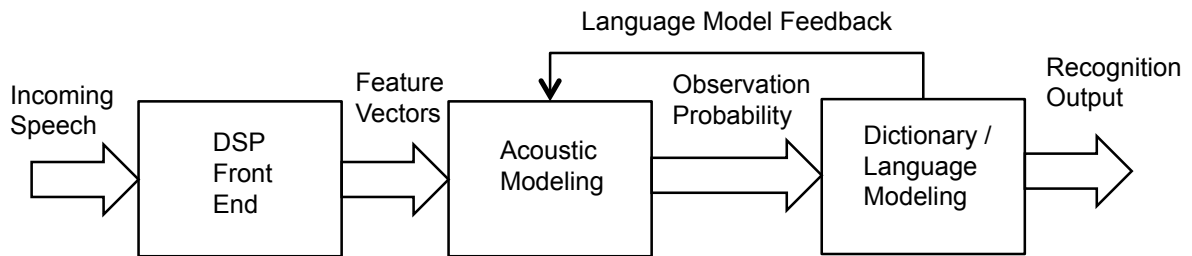 Language Model Feedback
Incoming
Speech
DSP
Front
End
Feature
Vectors
Acoustic
Modeling
Observation
Probability
Dictionary /
Language
Modeling
Recognition
Output